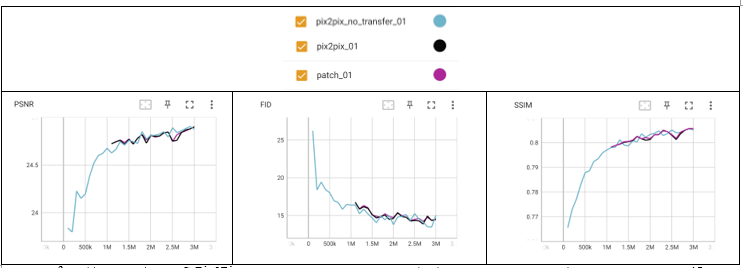 pix2pix_no_transfer_01
pix2pix_01
patch_01
PSNR
24.5
24
0 500k 1M 1.5M 2M 2.5M 3M
FID
25
20
15
0 500k 1M 1.5M 2M 2.5M 3M
SSIM
0.8
0.79
0.78
0.77
0 500k 1M 1.5M 2M 2.5M 3M